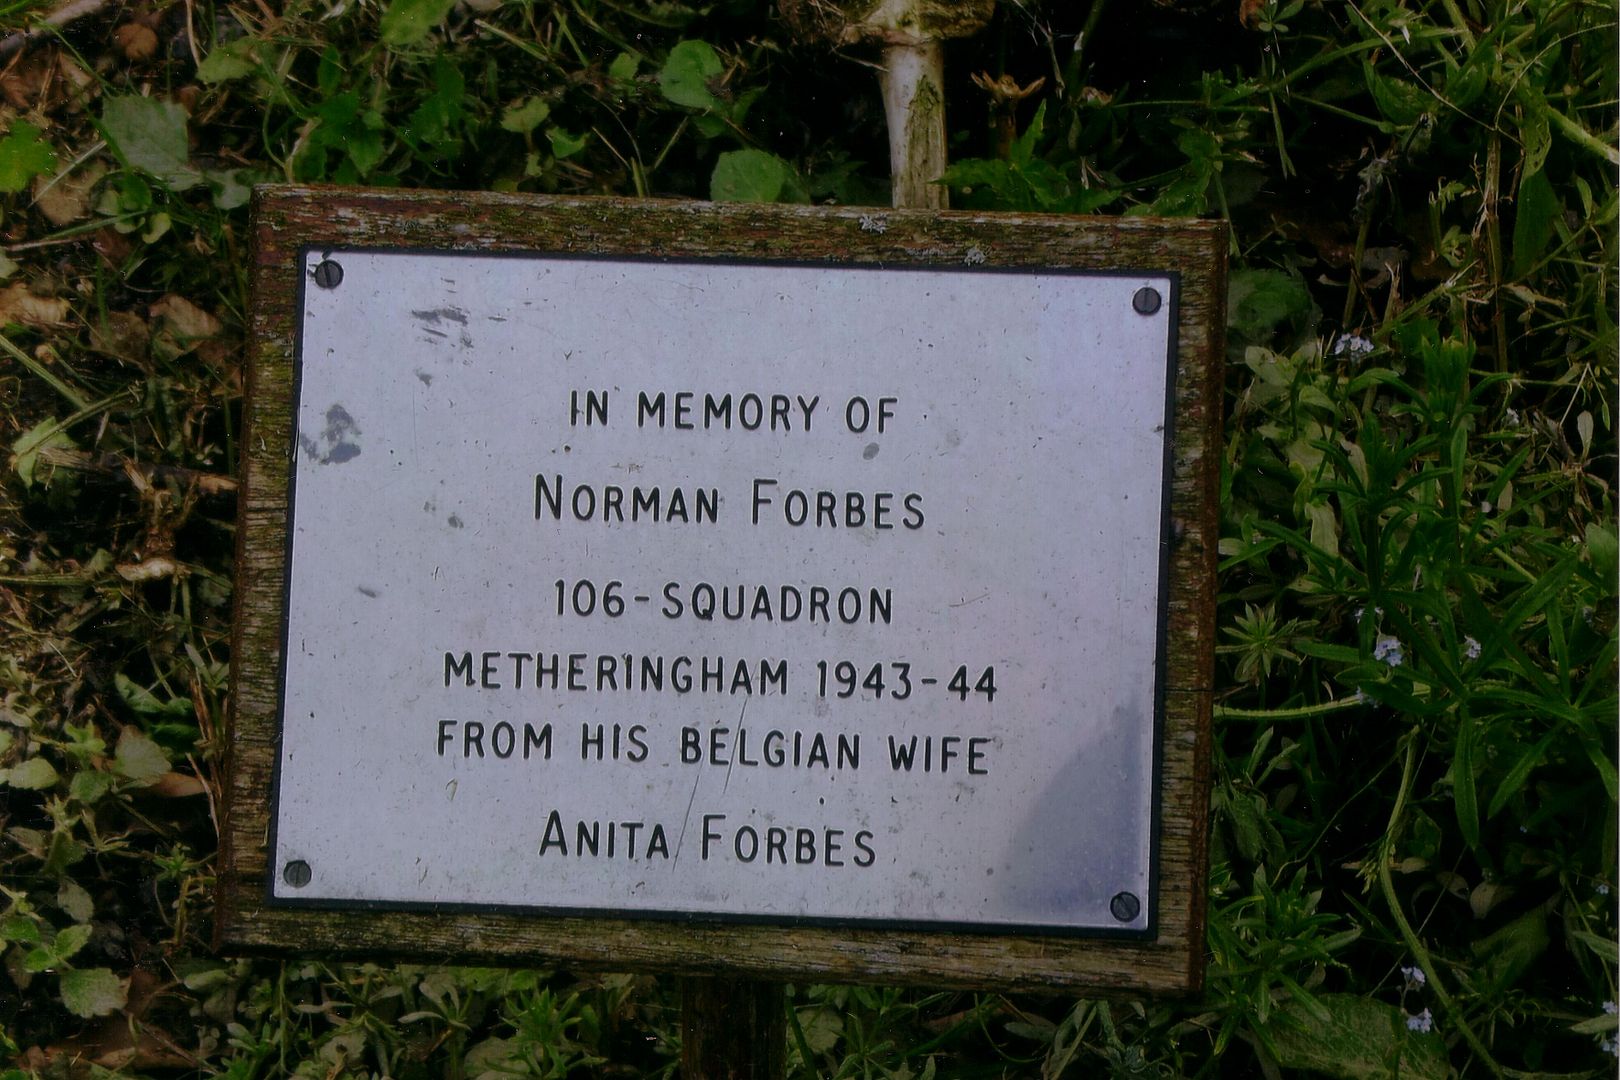 IN MEMORY OF
NORMAN FORBES
106-SQUADRON
METHERINGHAM 1943-44
FROM HIS BELGIAN WIFE
ANITA FORBES